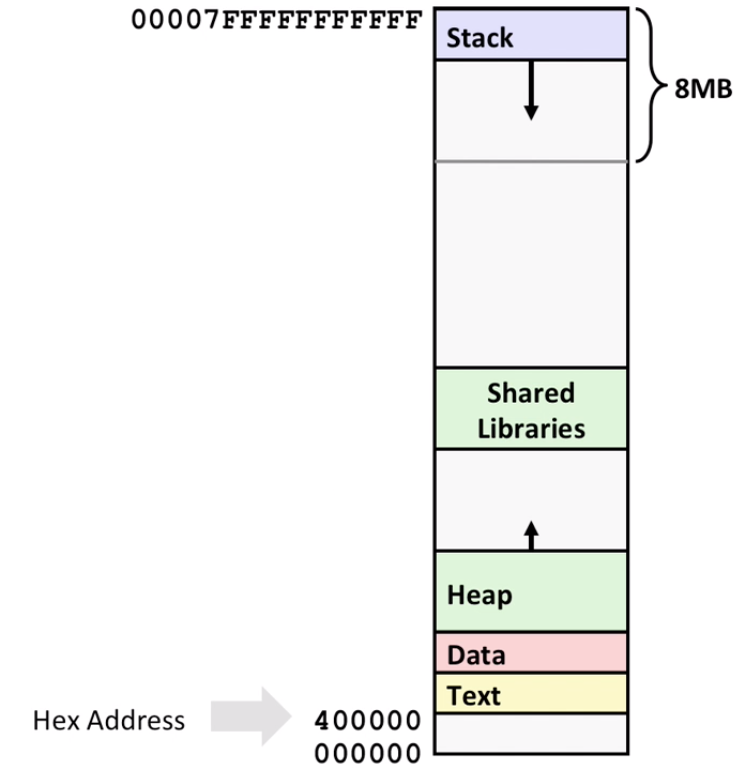 00007FFFFFFFFFFF
Stack
8MB
Shared
Libraries
Heap
Data
Text
Hex Address
400000
000000